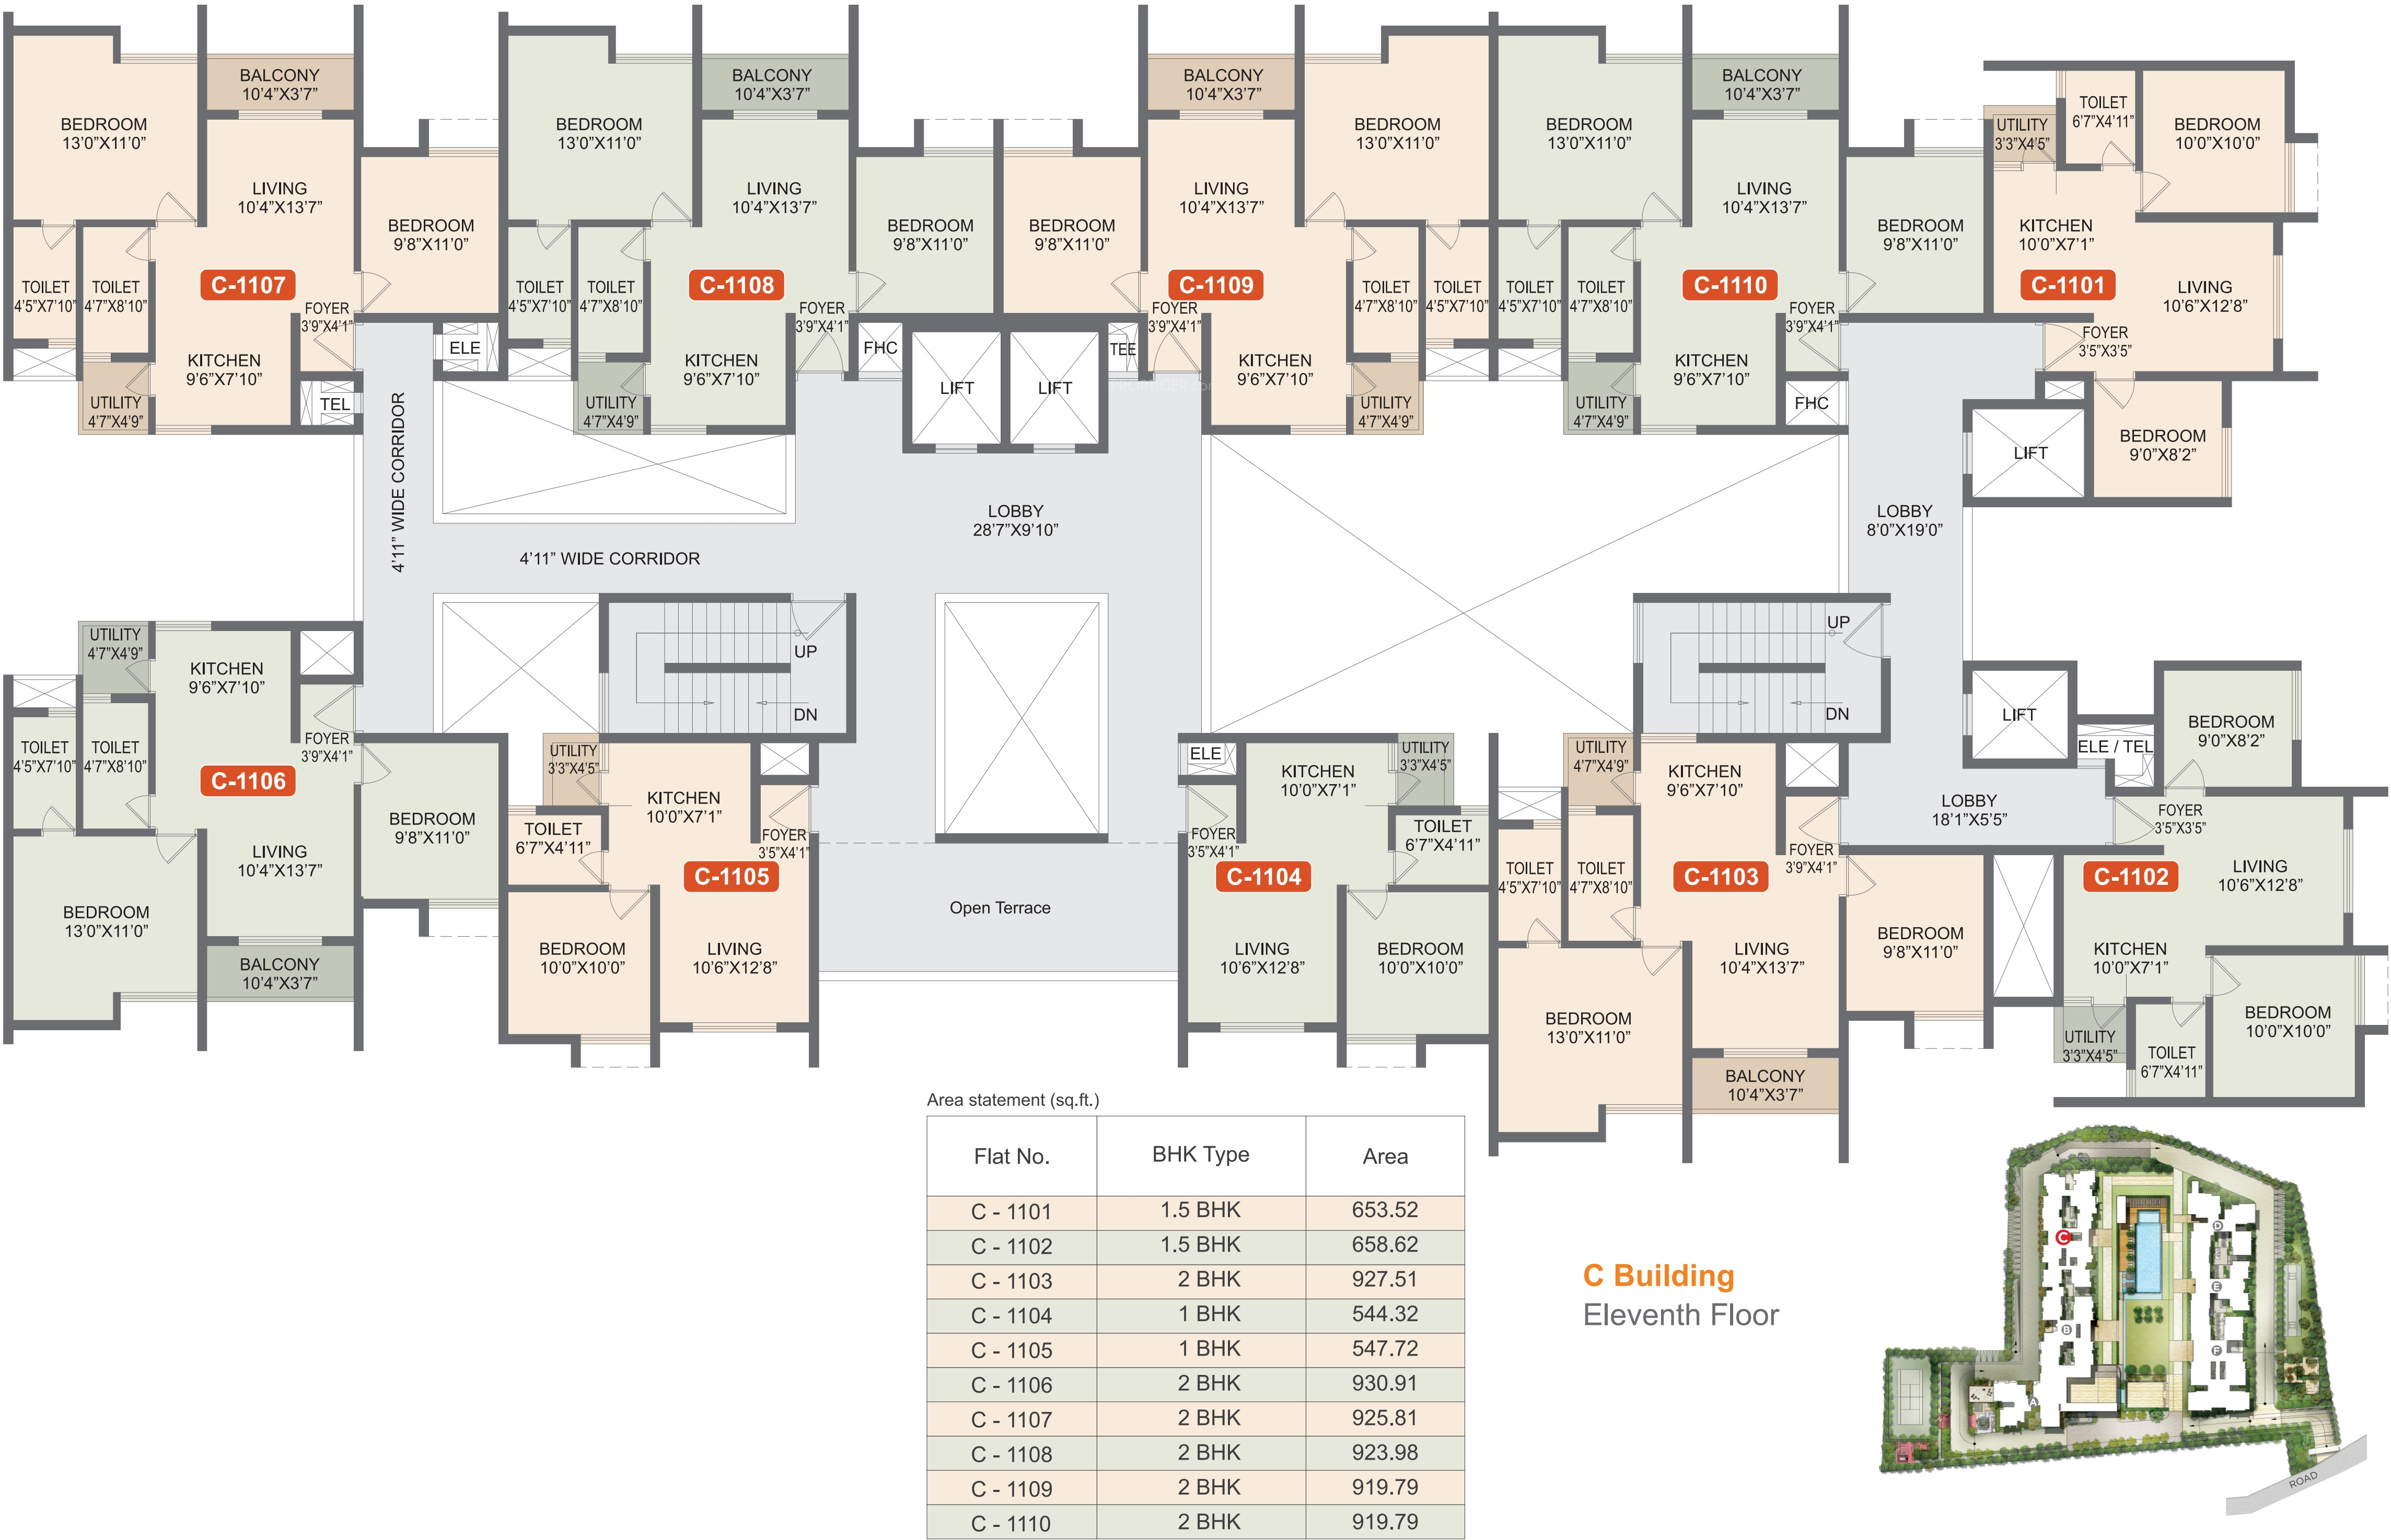 BALCONY
10'4"X3'7"
BEDROOM
13'0"X11'0"
LIVING
10'4"X13'7"
BEDROOM
9'8"X11'0"
TOILET
4'5"X7'10"
TOILET
4'7"X8'10"
C-1107
FOYER
3'9"X4'1"
KITCHEN
9'6"X7'10"
UTILITY
4'7"X4'9"
TEL
ELE
BALCONY
10'4"X3'7"
BEDROOM
13'0"X11'0"
LIVING
10'4"X13'7"
BEDROOM
9'8"X11'0"
TOILET
4'5"X7'10"
TOILET
4'7"X8'10"
C-1108
FOYER
3'9"X4'1"
KITCHEN
9'6"X7'10"
UTILITY
4'7"X4'9"
FHC
LIFT
LIFT
TEE
BALCONY
10'4"X3'7"
BEDROOM
13'0"X11'0"
LIVING
10'4"X13'7"
BEDROOM
9'8"X11'0"
C-1109
FOYER
3'9"X4'1"
TOILET
4'7"X8'10"
TOILET
4'5"X7'10"
KITCHEN
9'6"X7'10"
UTILITY
4'7"X4'9"
BALCONY
10'4"X3'7"
BEDROOM
13'0"X11'0"
LIVING
10'4"X13'7"
BEDROOM
9'8"X11'0"
TOILET
4'5"X7'10"
TOILET
4'7"X8'10"
C-1110
FOYER
3'9"X4'1"
KITCHEN
9'6"X7'10"
UTILITY
4'7"X4'9"
FHC
TOILET
6'7"X4'11"
UTILITY
3'3"X4'5"
BEDROOM
10'0"X10'0"
KITCHEN
10'0"X7'1"
C-1101
LIVING
10'6"X12'8"
FOYER
3'5"X3'5"
BEDROOM
9'0"X8'2"
LIFT
4'11" WIDE CORRIDOR
4'11" WIDE CORRIDOR
LOBBY
28'7"X9'10"
LOBBY
8'0"X19'0"
UP
DN
UP
DN
UTILITY
4'7"X4'9"
KITCHEN
9'6"X7'10"
TOILET
4'5"X7'10"
TOILET
4'7"X8'10"
FOYER
3'9"X4'1"
C-1106
BEDROOM
9'8"X11'0"
LIVING
10'4"X13'7"
BEDROOM
13'0"X11'0"
BALCONY
10'4"X3'7"
UTILITY
3'3"X4'5"
KITCHEN
10'0"X7'1"
TOILET
6'7"X4'11"
FOYER
3'5"X4'1"
C-1105
BEDROOM
10'0"X10'0"
LIVING
10'6"X12'8"
Open Terrace
ELE
KITCHEN
10'0"X7'1"
UTILITY
3'3"X4'5"
FOYER
3'5"X4'1"
TOILET
6'7"X4'11"
C-1104
LIVING
10'6"X12'8"
BEDROOM
10'0"X10'0"
UTILITY
4'7"X4'9"
KITCHEN
9'6"X7'10"
TOILET
4'5"X7'10"
TOILET
4'7"X8'10"
FOYER
3'9"X4'1"
C-1103
BEDROOM
9'8"X11'0"
LIVING
10'4"X13'7"
BEDROOM
13'0"X11'0"
BALCONY
10'4"X3'7"
LIFT
ELE / TEL
BEDROOM
9'0"X8'2"
LOBBY
18'1"X5'5"
FOYER
3'5"X3'5"
C-1102
LIVING
10'6"X12'8"
KITCHEN
10'0"X7'1"
BEDROOM
10'0"X10'0"
UTILITY
3'3"X4'5"
TOILET
6'7"X4'11"
Area statement (sq.ft.)
Flat No. BHK Type Area
C - 1101 1.5 BHK 653.52
C - 1102 1.5 BHK 658.62
C - 1103 2 BHK 927.51
C - 1104 1 BHK 544.32
C - 1105 1 BHK 547.72
C - 1106 2 BHK 930.91
C - 1107 2 BHK 925.81
C - 1108 2 BHK 923.98
C - 1109 2 BHK 919.79
C - 1110 2 BHK 919.79
C Building
Eleventh Floor
C
D
E
B
F
A
ROAD